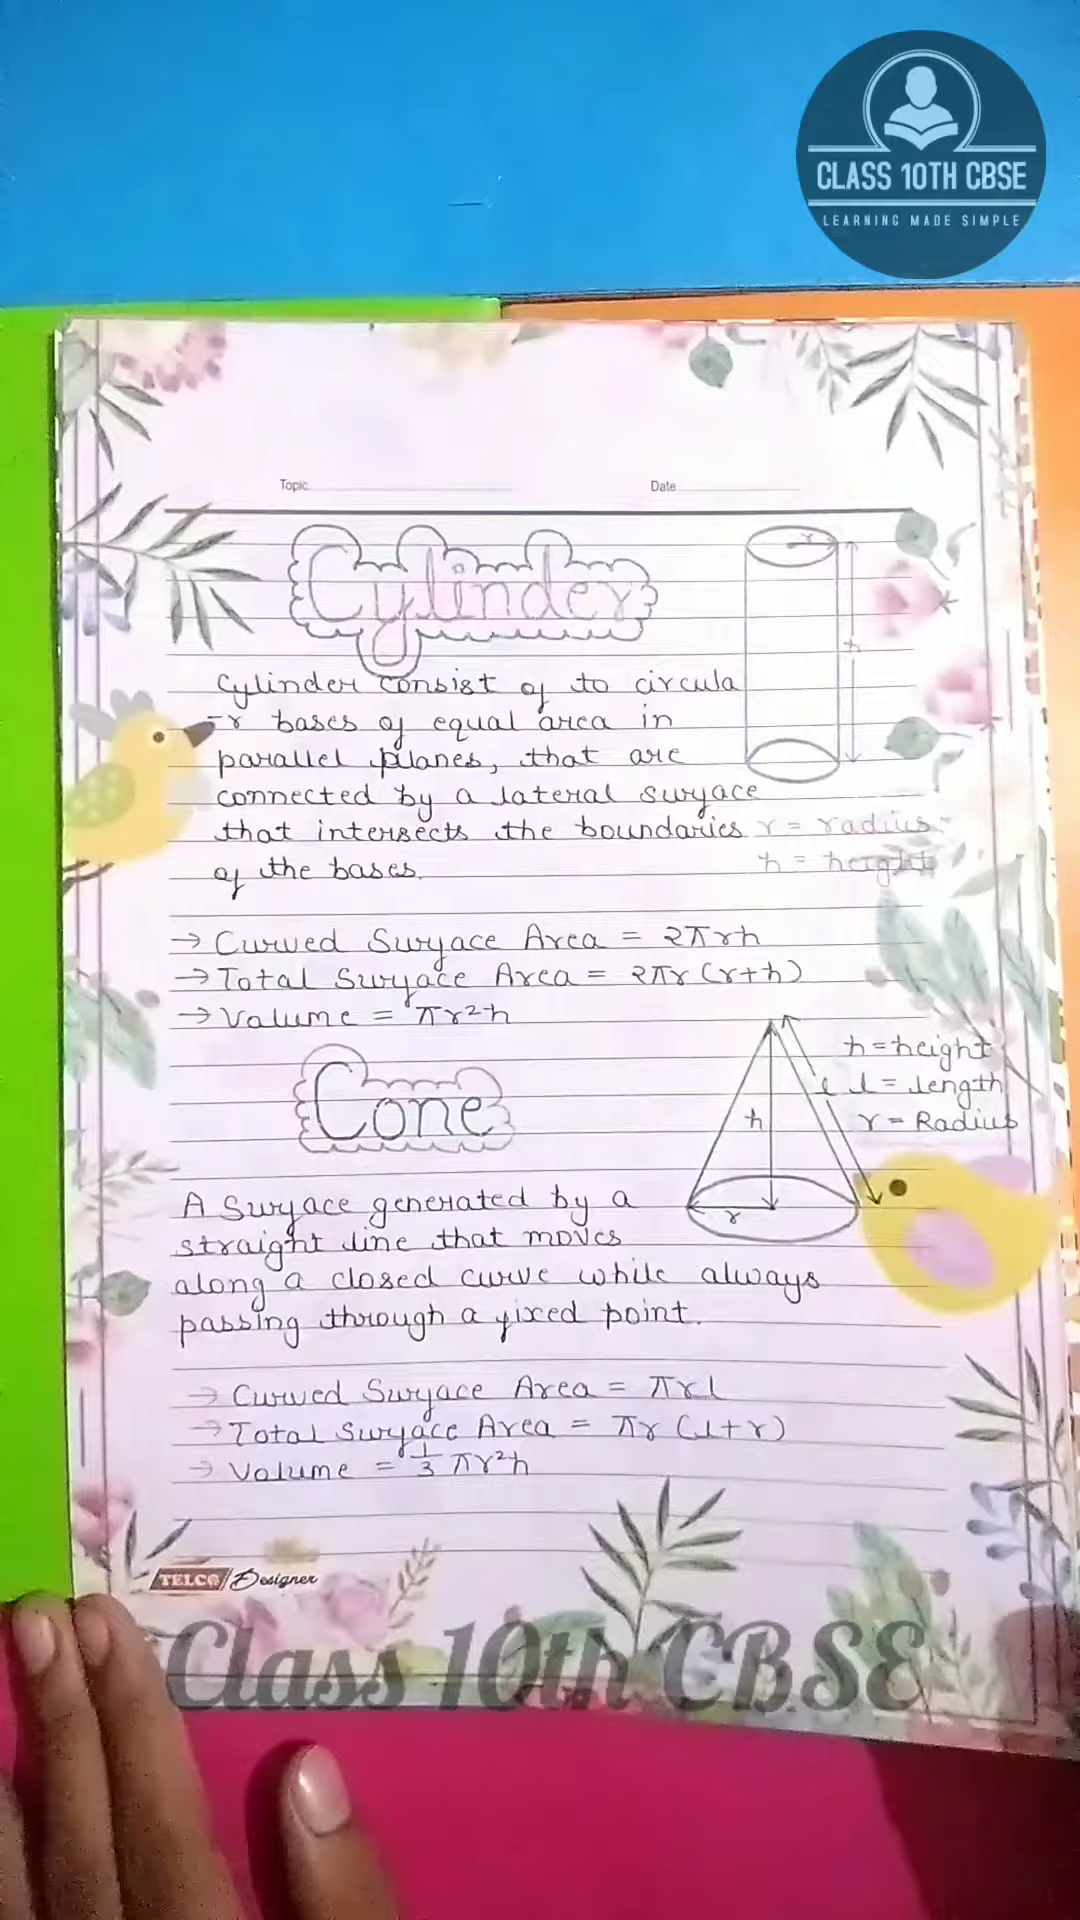 CLASS 10TH CBSE
LEARNING MADE SIMPLE
Topic
Date
Cylinder
r
h
Cylinder consist of to circula
-r bases of equal area in
parallel planes, that are
connected by a lateral surface
that intersects the boundaries
of the bases.
r = radius
h = height
→ Curved Surface Area = 2πrh
→ Total Surface Area = 2πr(r+h)
→ Volume = πr²h
Cone
h
l
r
h = height
l = length
r = Radius
A Surface generated by a
straight line that moves
along a closed curve while always
passing through a fixed point.
→ Curved Surface Area = πrl
→ Total Surface Area = πr(l+r)
→ Volume = 1/3 πr²h
TELCO Designer
Class 10th CBSE